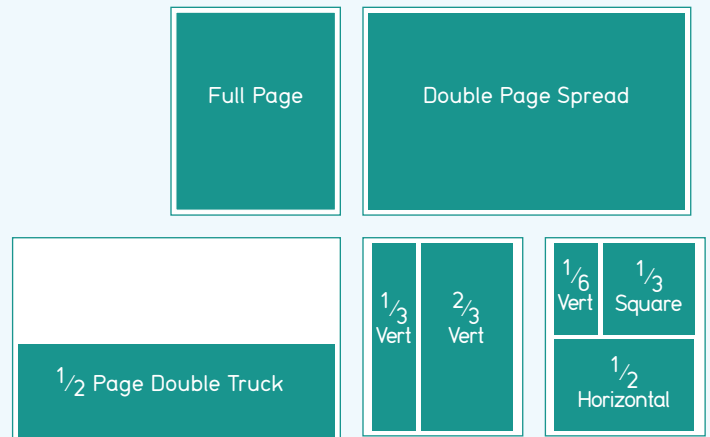 Full Page
Double Page Spread
1/2 Page Double Truck
1/3
Vert
2/3
Vert
1/6
Vert
1/3
Square
1/2
Horizontal